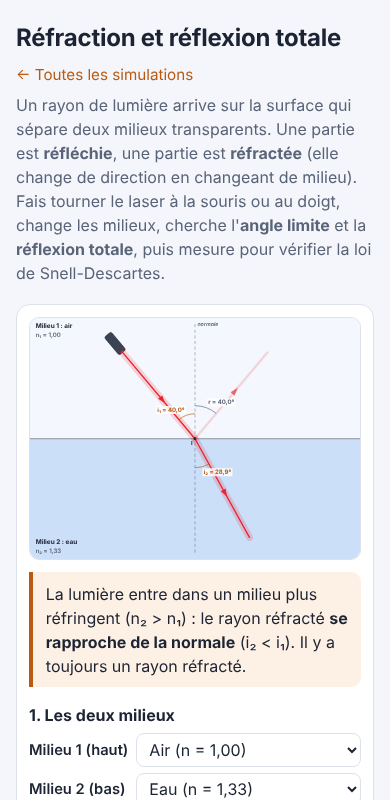 Réfraction et réflexion totale
← Toutes les simulations
Un rayon de lumière arrive sur la surface qui
sépare deux milieux transparents. Une partie
est réfléchie, une partie est réfractée (elle
change de direction en changeant de milieu).
Fais tourner le laser à la souris ou au doigt,
change les milieux, cherche l'angle limite et la
réflexion totale, puis mesure pour vérifier la loi
de Snell-Descartes.
Milieu 1 : air
n₁ = 1,00
normale
i₁ = 40,0°
r = 40,0°
I
i₂ = 28,9°
Milieu 2 : eau
n₂ = 1,33
La lumière entre dans un milieu plus
réfringent (n₂ > n₁) : le rayon réfracté se
rapproche de la normale (i₂ < i₁). Il y a
toujours un rayon réfracté.
1. Les deux milieux
Milieu 1 (haut) Air (n = 1,00)
Milieu 2 (bas) Eau (n = 1,33)